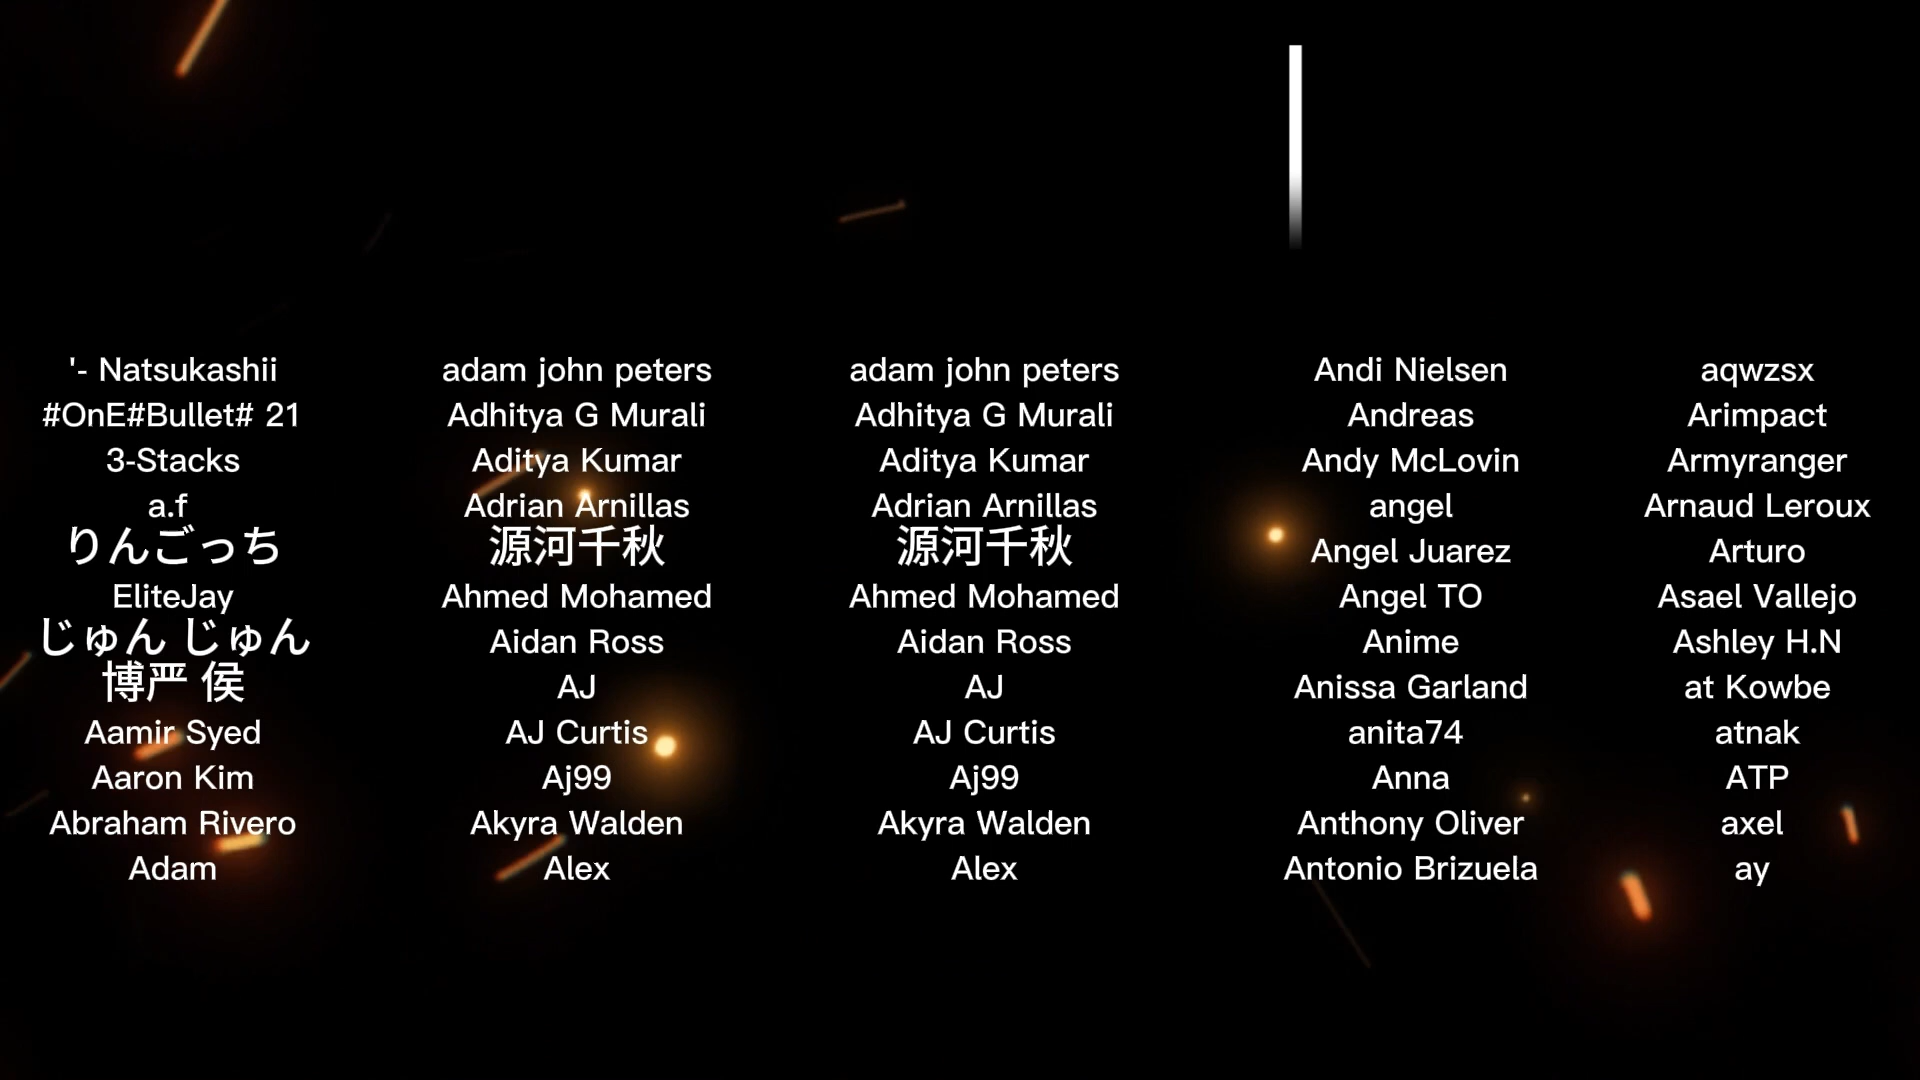 '- Natsukashii
#OnE#Bullet# 21
3-Stacks
a.f
りんごっち
EliteJay
じゅん じゅん
博严 侯
Aamir Syed
Aaron Kim
Abraham Rivero
Adam
adam john peters
Adhitya G Murali
Aditya Kumar
Adrian Arnillas
源河千秋
Ahmed Mohamed
Aidan Ross
AJ
AJ Curtis
Aj99
Akyra Walden
Alex
adam john peters
Adhitya G Murali
Aditya Kumar
Adrian Arnillas
源河千秋
Ahmed Mohamed
Aidan Ross
AJ
AJ Curtis
Aj99
Akyra Walden
Alex
Andi Nielsen
Andreas
Andy McLovin
angel
Angel Juarez
Angel TO
Anime
Anissa Garland
anita74
Anna
Anthony Oliver
Antonio Brizuela
aqwzsx
Arimpact
Armyranger
Arnaud Leroux
Arturo
Asael Vallejo
Ashley H.N
at Kowbe
atnak
ATP
axel
ay